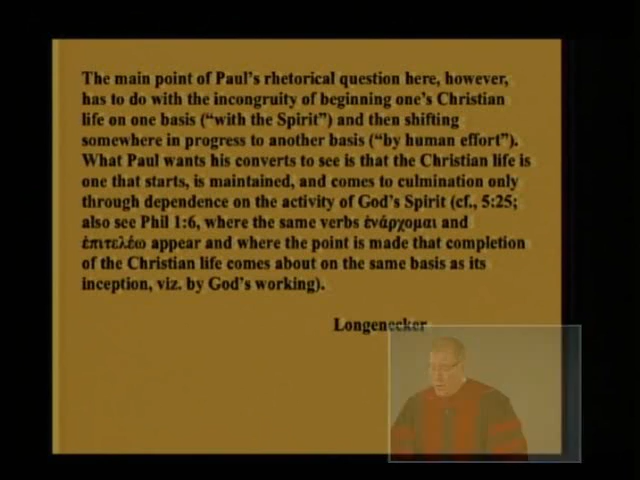 The main point of Paul's rhetorical question here, however,
has to do with the incongruity of beginning one's Christian
life on one basis (“with the Spirit”) and then shifting
somewhere in progress to another basis (“by human effort”).
What Paul wants his converts to see is that the Christian life is
one that starts, is maintained, and comes to culmination only
through dependence on the activity of God's Spirit (cf., 5:25;
also see Phil 1:6, where the same verbs ἐνάρχομαι and
ἐπιτελέω appear and where the point is made that completion
of the Christian life comes about on the same basis as its
inception, viz. by God's working).
Longenecker